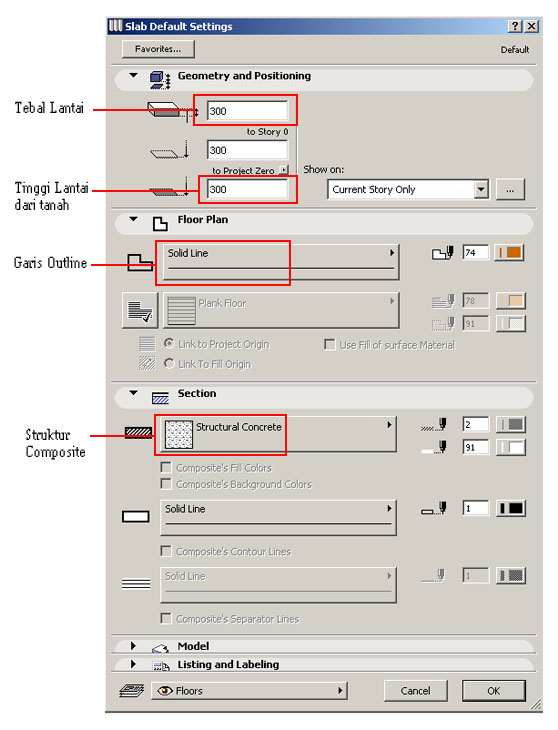 Slab Default Settings
Favorites...
Default
Geometry and Positioning
Tebal Lantai
300
to Story 0
300
to Project Zero
Show on:
Tinggi Lantai
dari tanah
300
Current Story Only
...
Floor Plan
Garis Outline
Solid Line
74
Plank Floor
78
91
Link to Project Origin
Use Fill of surface Material
Link To Fill Origin
Section
Struktur
Composite
Structural Concrete
2
91
Composite's Fill Colors
Composite's Background Colors
Solid Line
1
Composite's Contour Lines
Solid Line
1
Composite's Separator Lines
Model
Listing and Labeling
Floors
Cancel
OK